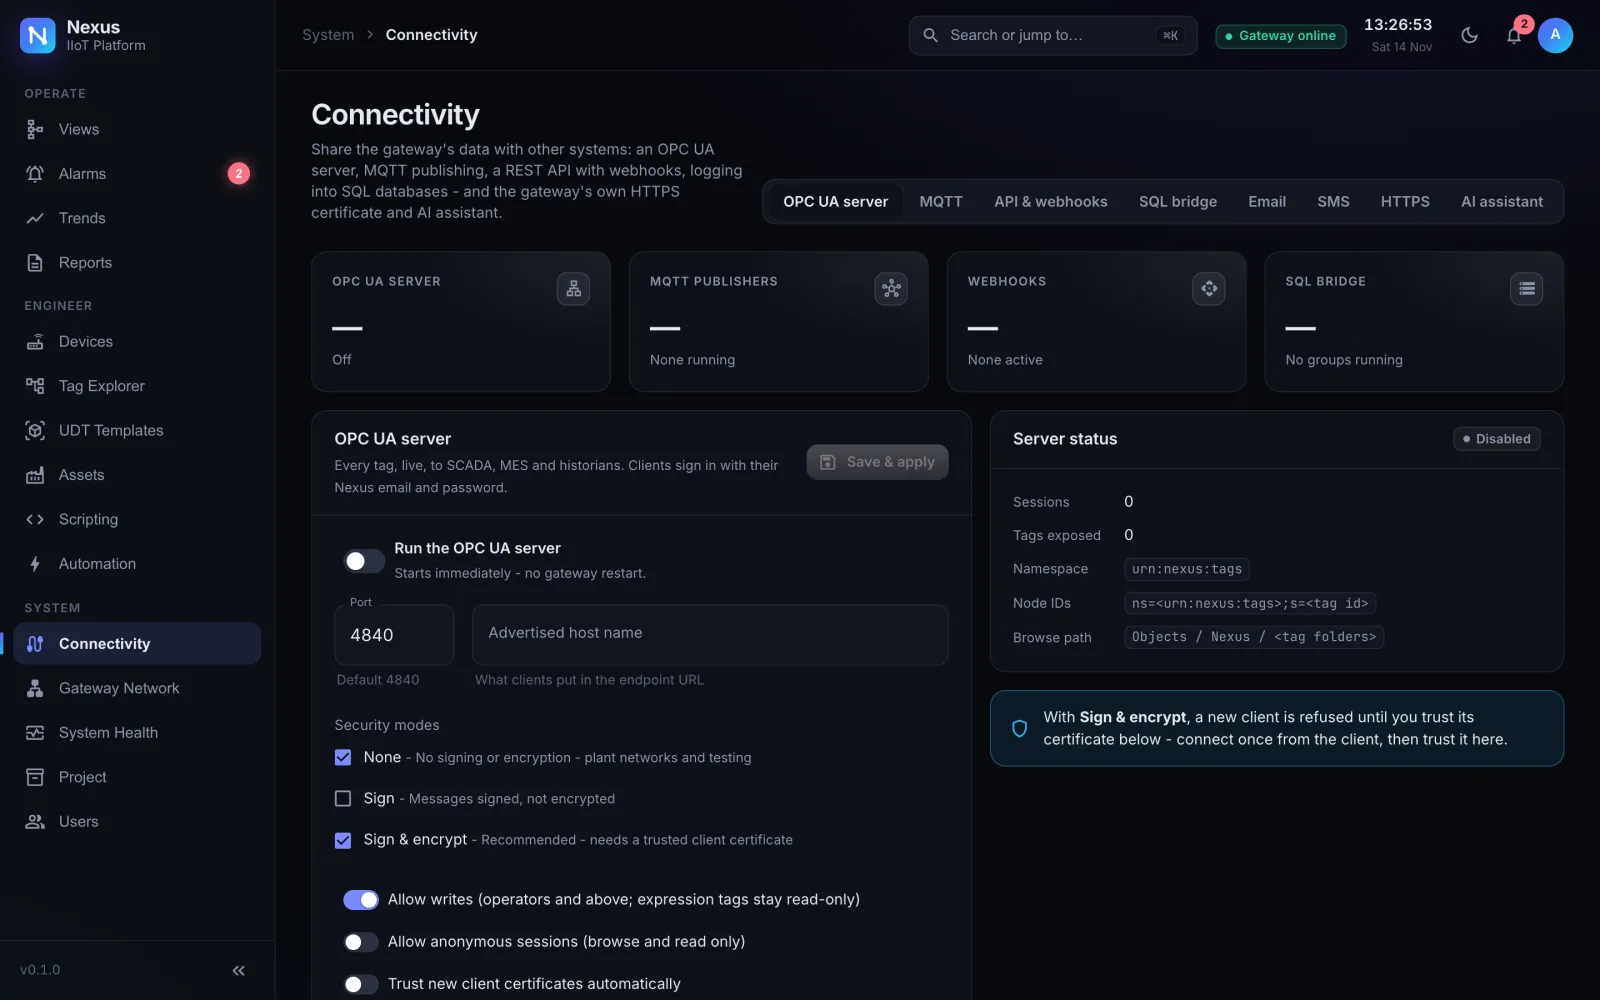 Nexus
IIoT Platform
OPERATE
Views
Alarms
2
Trends
Reports
ENGINEER
Devices
Tag Explorer
UDT Templates
Assets
Scripting
Automation
SYSTEM
Connectivity
Gateway Network
System Health
Project
Users
v0.1.0
System > Connectivity
Search or jump to...
⌘K
Gateway online
13:26:53
Sat 14 Nov
2
A
Connectivity
Share the gateway's data with other systems: an OPC UA
server, MQTT publishing, a REST API with webhooks, logging
into SQL databases - and the gateway's own HTTPS
certificate and AI assistant.
OPC UA server
MQTT
API & webhooks
SQL bridge
Email
SMS
HTTPS
AI assistant
OPC UA SERVER
—
Off
MQTT PUBLISHERS
—
None running
WEBHOOKS
—
None active
SQL BRIDGE
—
No groups running
OPC UA server
Every tag, live, to SCADA, MES and historians. Clients sign in with their
Nexus email and password.
Save & apply
Run the OPC UA server
Starts immediately - no gateway restart.
Port
4840
Default 4840
Advertised host name
What clients put in the endpoint URL
Security modes
None - No signing or encryption - plant networks and testing
Sign - Messages signed, not encrypted
Sign & encrypt - Recommended - needs a trusted client certificate
Allow writes (operators and above; expression tags stay read-only)
Allow anonymous sessions (browse and read only)
Trust new client certificates automatically
Server status
Disabled
Sessions 0
Tags exposed 0
Namespace urn:nexus:tags
Node IDs ns=<urn:nexus:tags>;s=<tag id>
Browse path Objects / Nexus / <tag folders>
With Sign & encrypt, a new client is refused until you trust its
certificate below - connect once from the client, then trust it here.